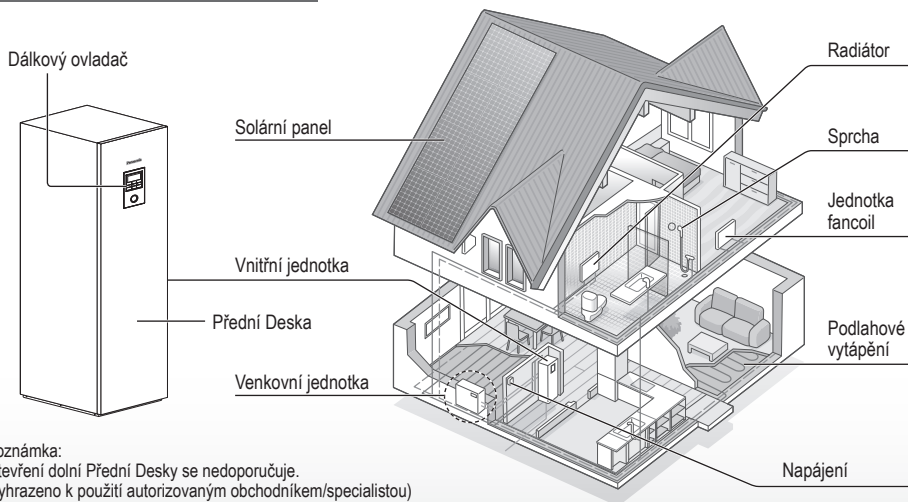 Dálkový ovladač
Solární panel
Vnitřní jednotka
Přední Deska
Venkovní jednotka
Radiátor
Sprcha
Jednotka
fancoil
Podlahové
vytápění
Napájení
oznámka:
tevření dolní Přední Desky se nedoporučuje.
yhrazeno k použití autorizovaným obchodníkem/specialistou)